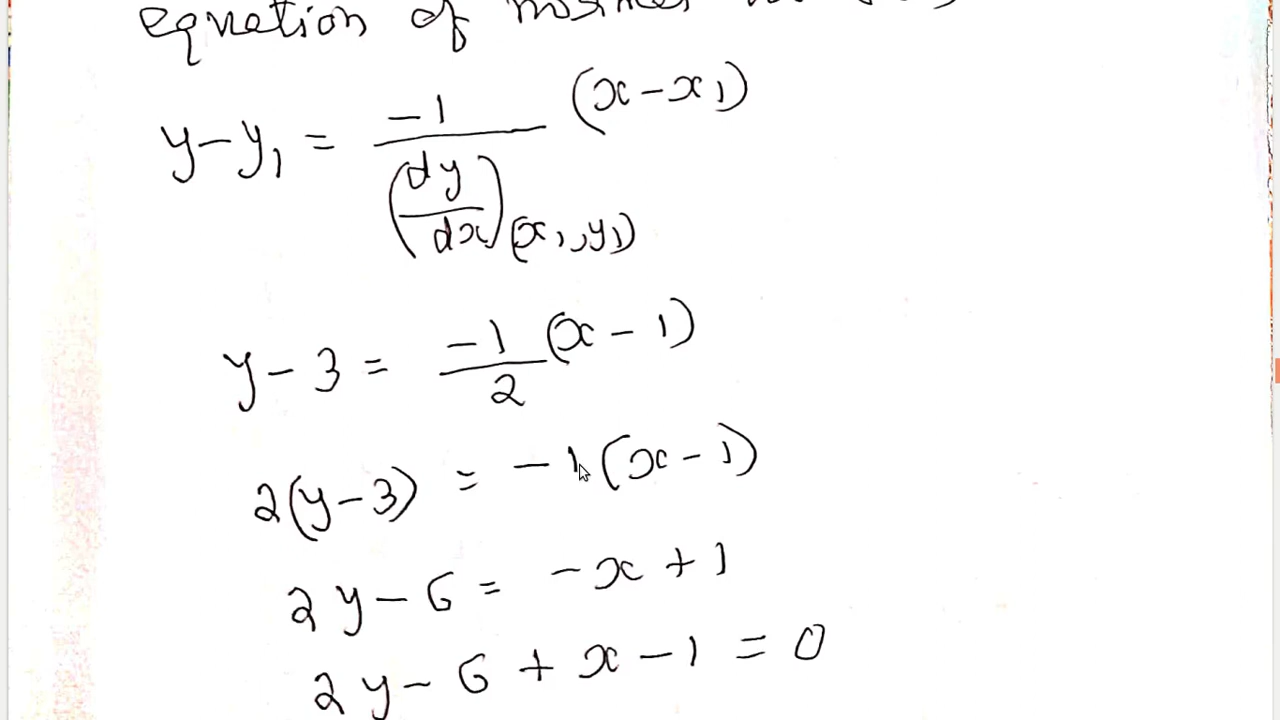 equation of
y - y₁ = -1/(dy/dx)(x₁, y₁) (x - x₁)
y - 3 = -1/2 (x - 1)
2(y - 3) = -1(x - 1)
2y - 6 = -x + 1
2y - 6 + x - 1 = 0